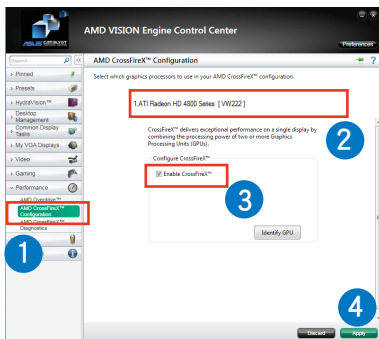 AMD VISION Engine Control Center
ASUS CATALYST
Preferences
Search
AMD CrossFireX™ Configuration
?
Pinned
Presets
HydraVision™
Desktop
Management
Common Display
Tasks
My VGA Displays
Video
Gaming
Performance
AMD Overdrive™
AMD CrossFireX™
Configuration
AMD CrossFireX™
Diagnostics
Select which graphics processors to use in your AMD CrossFireX™ configuration.
1.ATI Radeon HD 4800 Series [ VW222 ]
CrossFireX™ delivers exceptional performance on a single display by
combining the processing power of two or more Graphics
Processing Units (GPUs).
Configure CrossFireX™
Enable CrossFireX™
Identify GPU
Discard
Apply
1
2
3
4